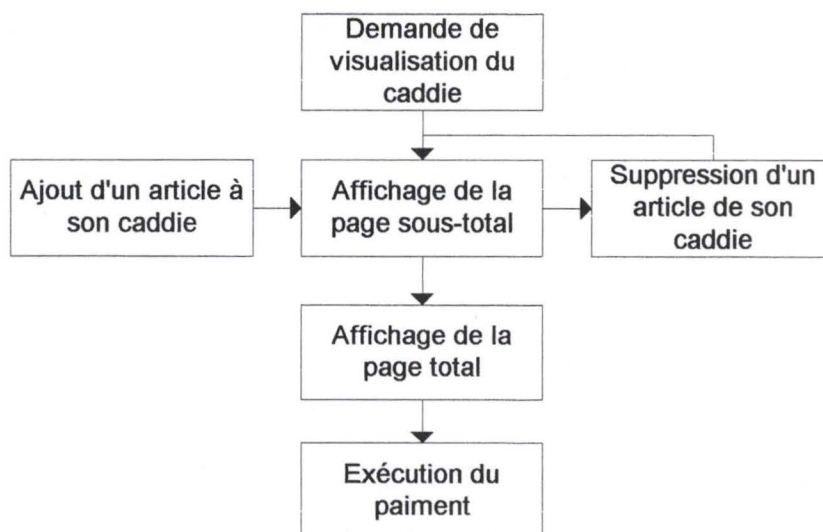 Demande de
visualisation du
caddie
Ajout d'un article à
son caddie
Affichage de la
page sous-total
Suppression d'un
article de son
caddie
Affichage de la
page total
Exécution du
paiment